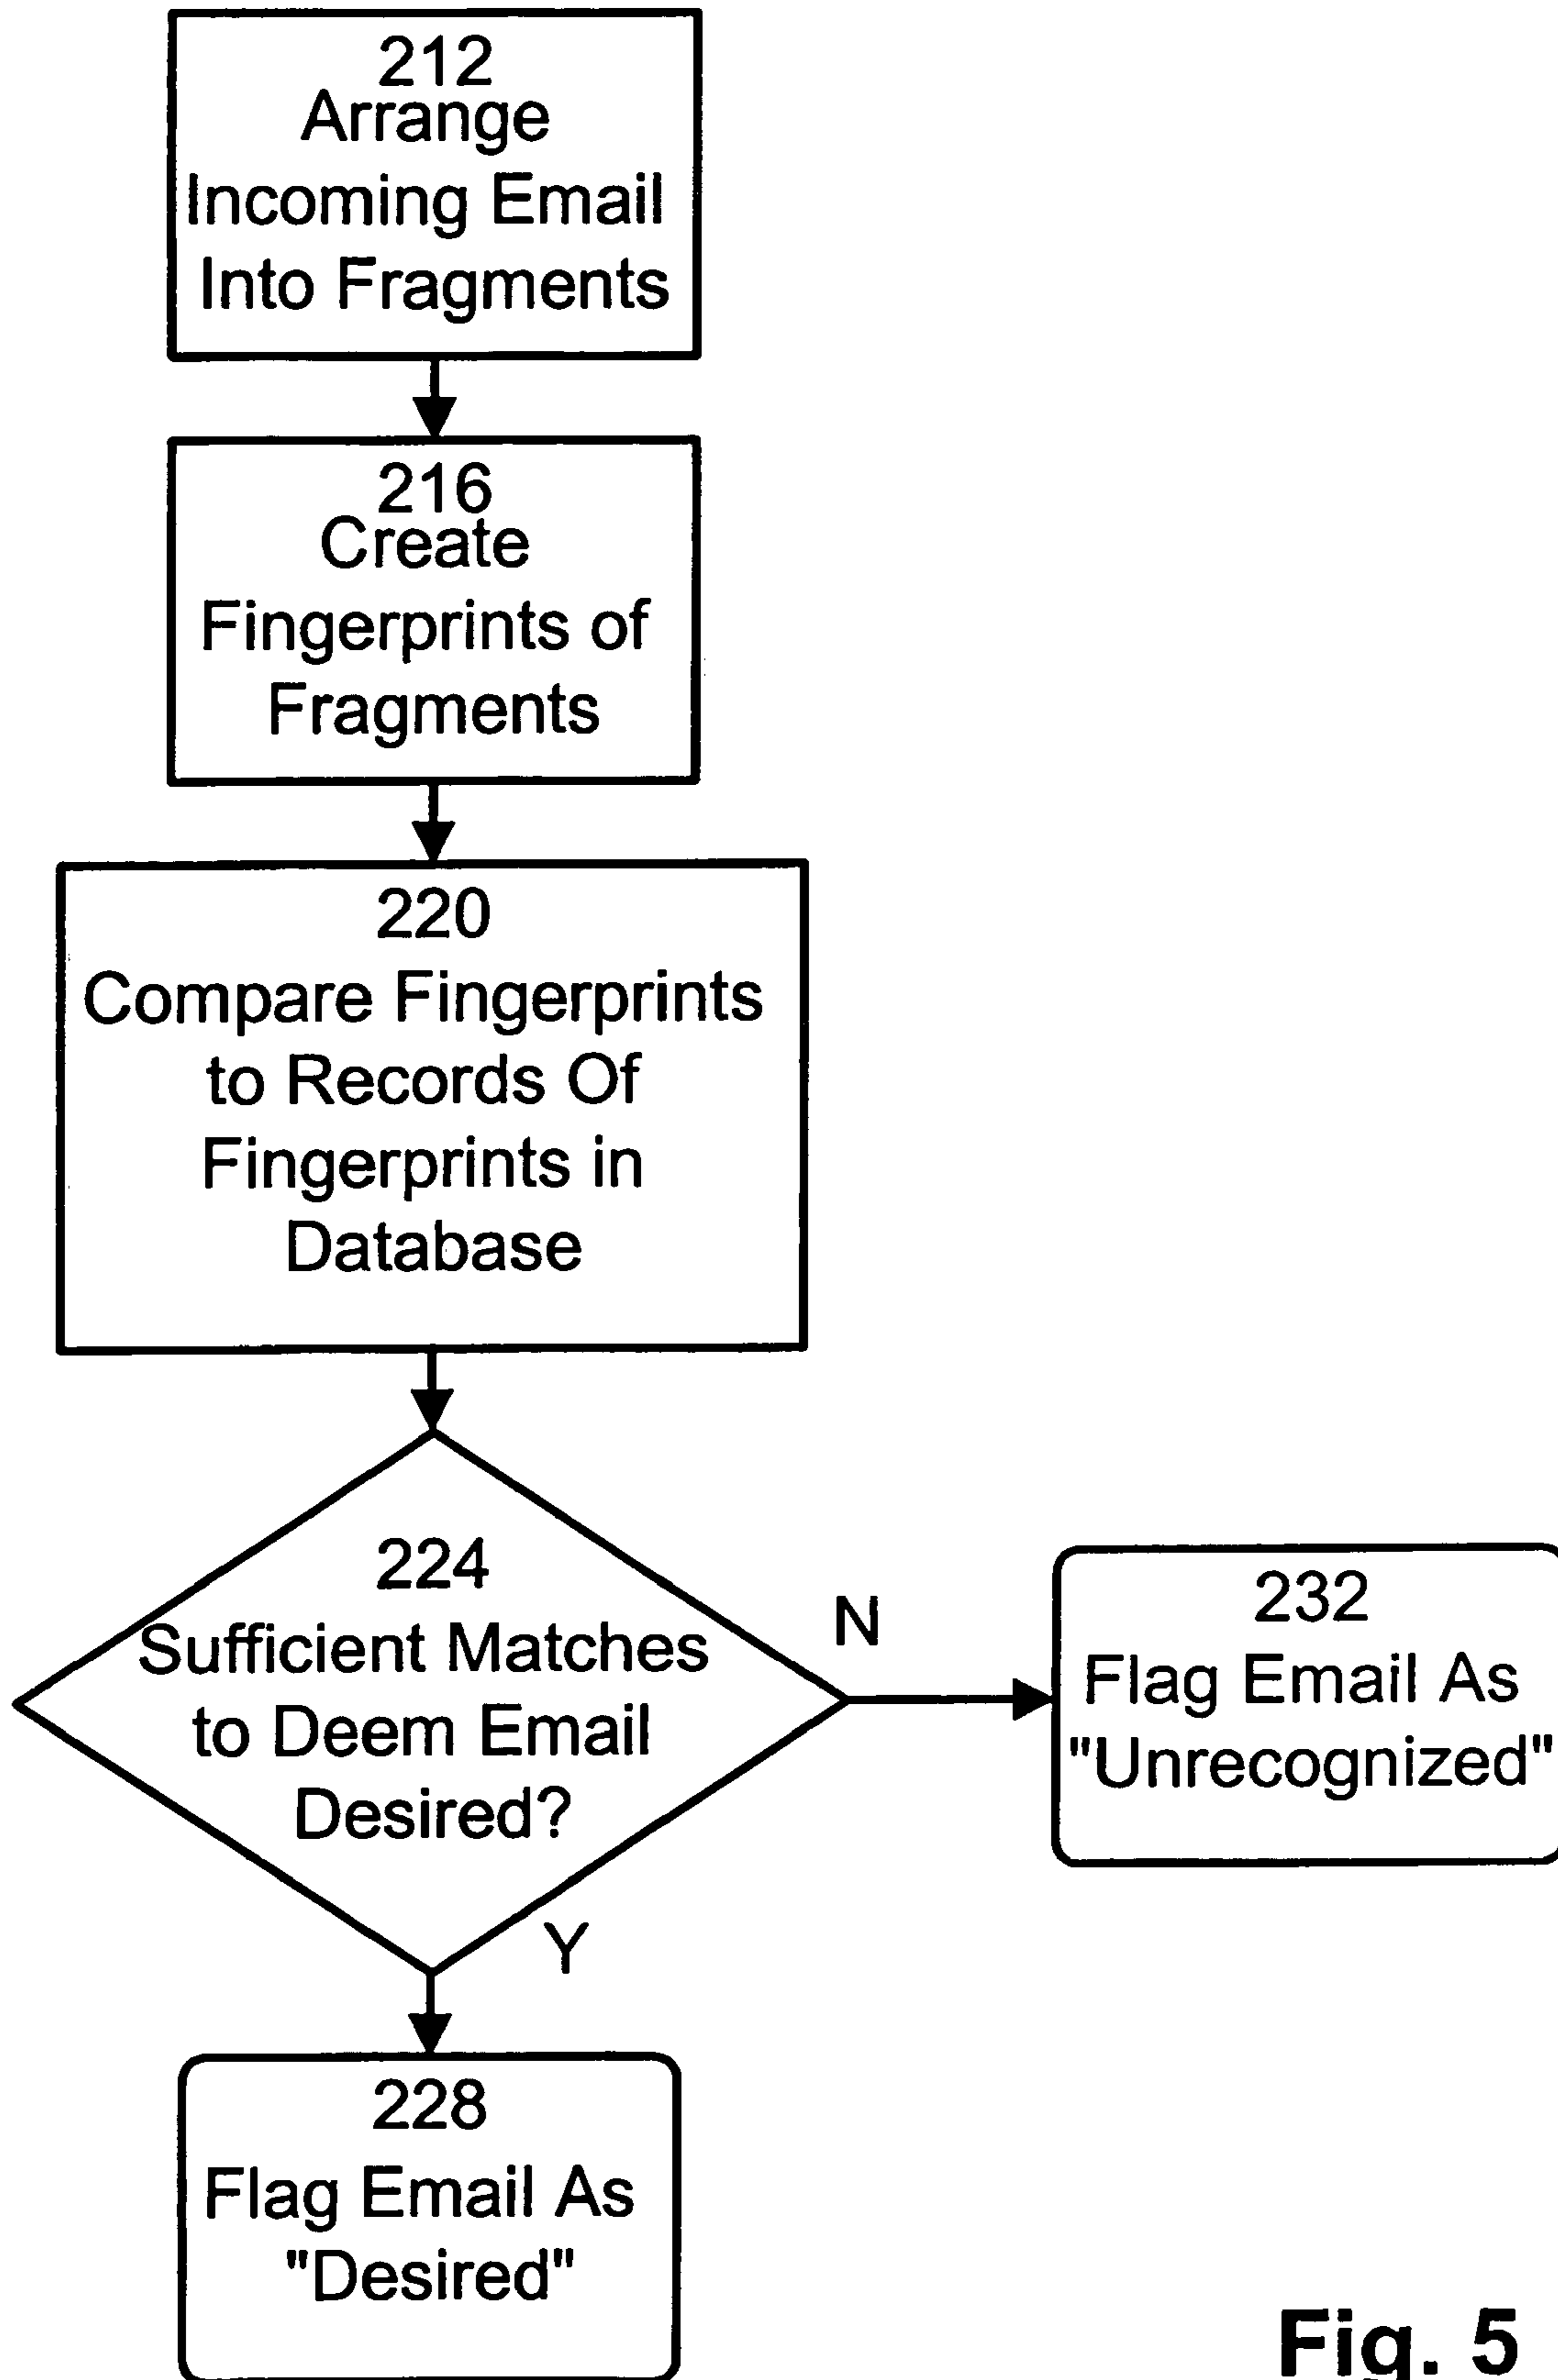 212
Arrange
Incoming Email
Into Fragments
216
Create
Fingerprints of
Fragments
220
Compare Fingerprints
to Records Of
Fingerprints in
Database
224
Sufficient Matches
to Deem Email
Desired?
N
232
Flag Email As
"Unrecognized"
Y
228
Flag Email As
"Desired"
Fig. 5